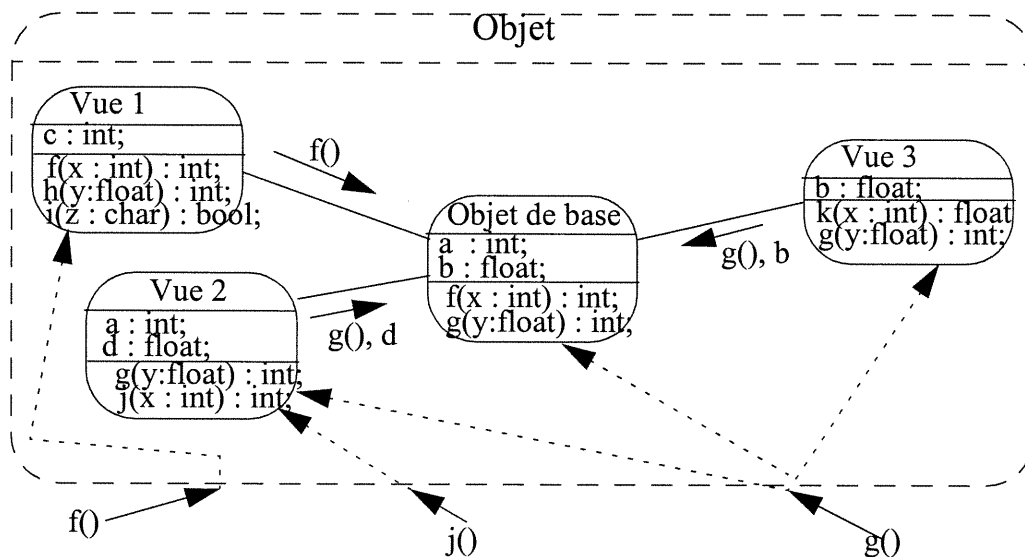 Objet
Vue 1
c : int;
f(x : int) : int;
h(y:float) : int;
i(z : char) : bool;
f()
Vue 2
a : int;
d : float;
g(y:float) : int;
j(x : int) : int;
g(), d
Objet de base
a : int;
b : float;
f(x : int) : int;
g(y:float) : int,
Vue 3
b : float;
k(x : int) : float
g(y:float) : int;
g(), b
f()
j()
g()